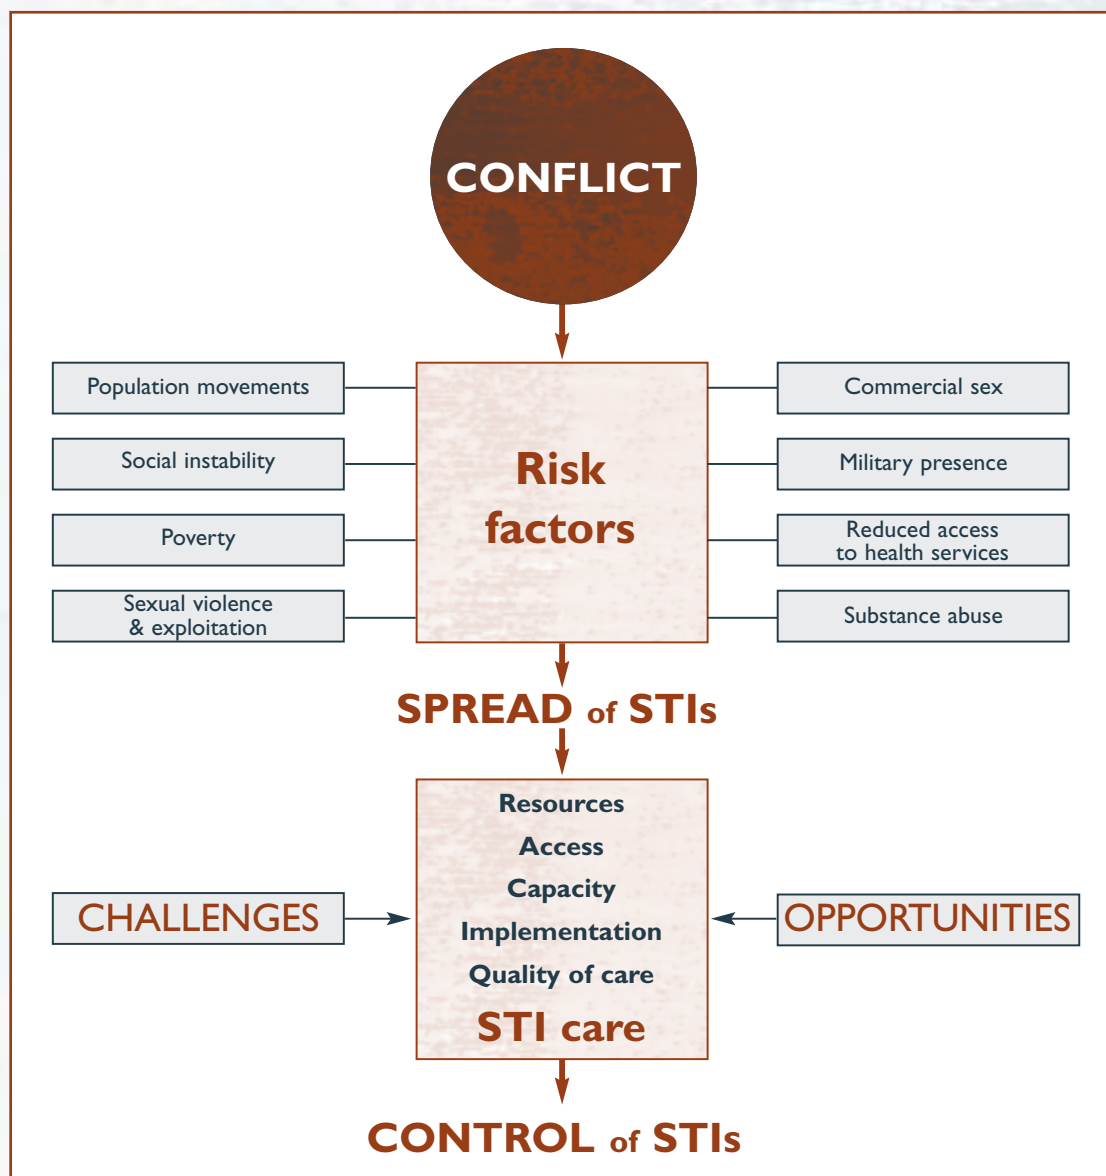 CONFLICT
Population movements
Social instability
Poverty
Sexual violence
& exploitation
Risk
factors
Commercial sex
Military presence
Reduced access
to health services
Substance abuse
SPREAD of STIs
CHALLENGES
Resources
Access
Capacity
Implementation
Quality of care
STI care
OPPORTUNITIES
CONTROL of STIs